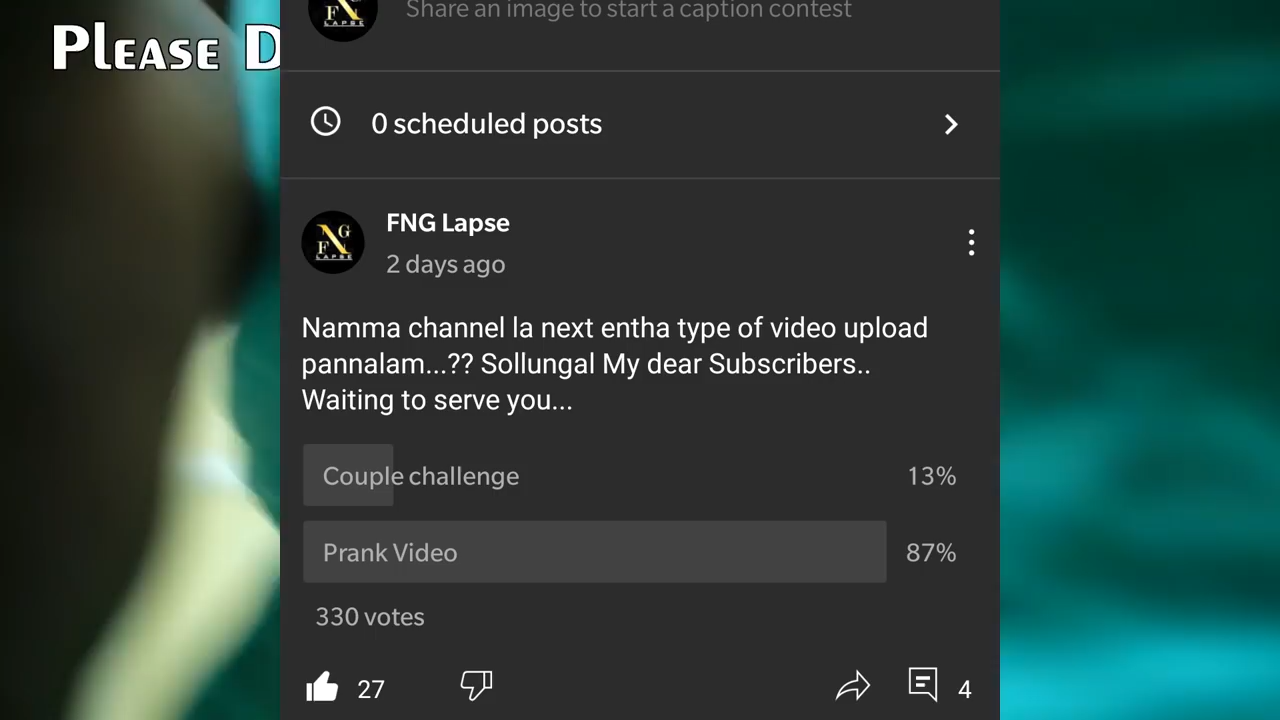 Please D
Share an image to start a caption contest
0 scheduled posts
FNG Lapse
2 days ago
Namma channel la next entha type of video upload
pannalam...?? Sollungal My dear Subscribers..
Waiting to serve you...
Couple challenge 13%
Prank Video 87%
330 votes
27
4